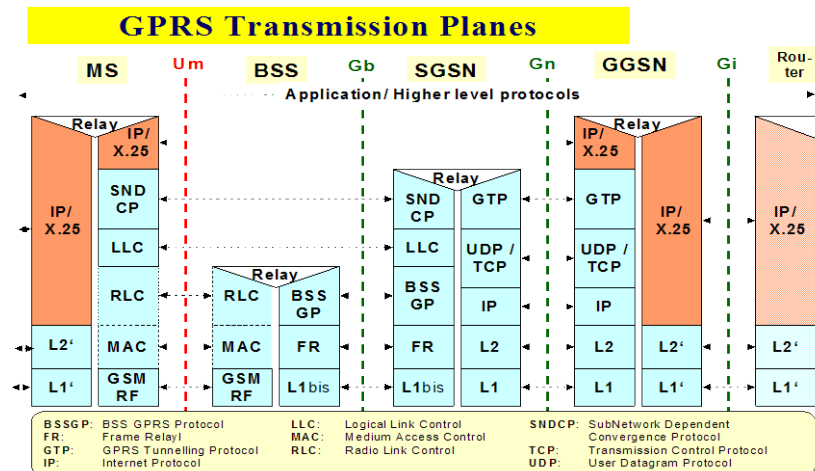 GPRS Transmission Planes
MS Um BSS Gb SGSN Gn GGSN Gi Rou-
ter
Application/ Higher level protocols
Relay Relay
IP/
X.25
IP/
X.25
SND
CP
LLC
RLC
MAC
GSM
RF
IP/
X.25
L2‘
L1‘
Relay
RLC
MAC
GSM
RF
BSS
GP
FR
L1bis
Relay
SND
CP
LLC
BSS
GP
FR
L1bis
GTP
UDP /
TCP
IP
L2
L1
GTP
UDP /
TCP
IP
L2
L1
IP/
X.25
L2‘
L1‘
IP/
X.25
L2‘
L1‘
BSSGP: BSS GPRS Protocol LLC: Logical Link Control SNDCP: SubNetwork Dependent
FR: Frame Relayl MAC: Medium Access Control Convergence Protocol
GTP: GPRS Tunnelling Protocol RLC: Radio Link Control TCP: Transmission Control Protocol
IP: Internet Protocol UDP: User Datagram Protocol